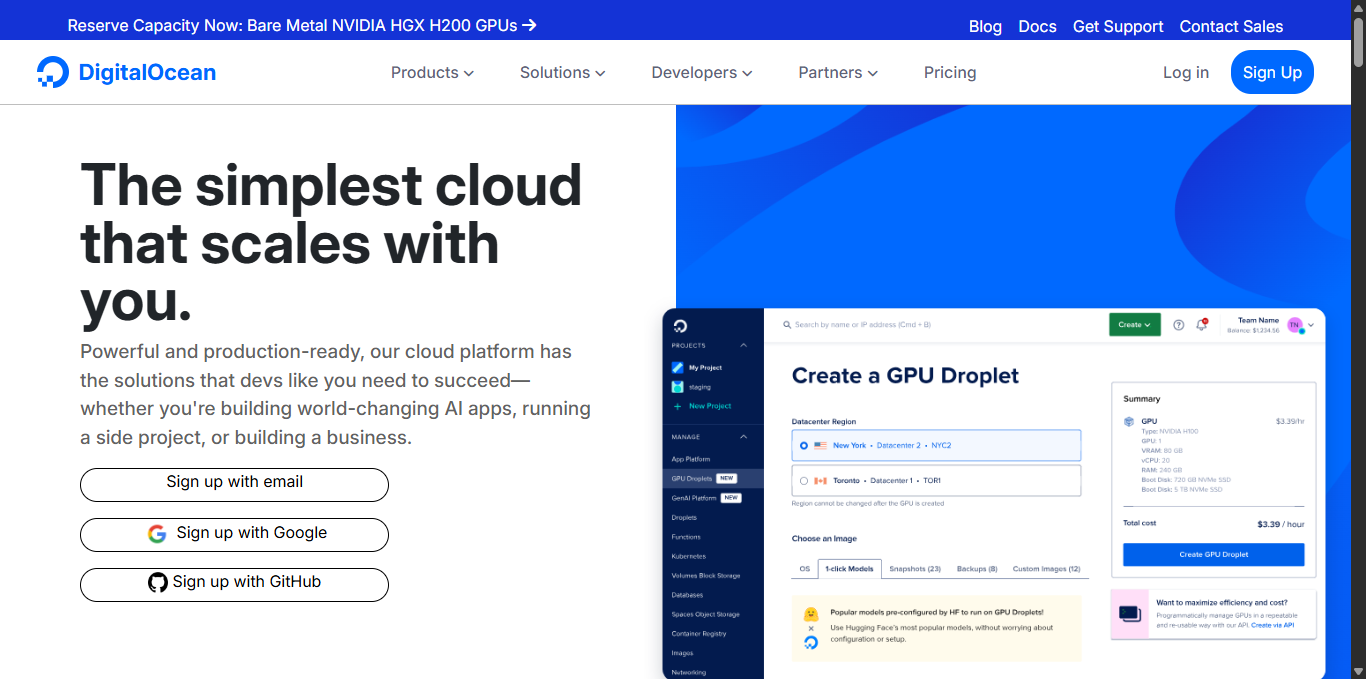 Reserve Capacity Now: Bare Metal NVIDIA HGX H200 GPUs →
Blog Docs Get Support Contact Sales
DigitalOcean
Products Solutions Developers Partners Pricing
Log in Sign Up
The simplest cloud
that scales with
you.
Powerful and production-ready, our cloud platform has
the solutions that devs like you need to succeed—
whether you're building world-changing AI apps, running
a side project, or building a business.
Sign up with email
Sign up with Google
Sign up with GitHub
PROJECTS
My Project
staging
+ New Project
MANAGE
App Platform
GPU Droplets NEW
GenAI Platform NEW
Droplets
Functions
Kubernetes
Volumes Block Storage
Databases
Spaces Object Storage
Container Registry
Images
Networking
Search by name or IP address (Cmd + B)
Create
Team Name
Balance: $1,234.56
TN
Create a GPU Droplet
Datacenter Region
New York • Datacenter 2 • NYC2
Toronto • Datacenter 1 • TOR1
Region cannot be changed after the GPU is created
Choose an Image
OS 1-click Models Snapshots (23) Backups (8) Custom Images (12)
Popular models pre-configured by HF to run on GPU Droplets!
Use Hugging Face's most popular models, without worrying about
configuration or setup.
Summary
GPU $3.39/hr
Type: NVIDIA H100
GPU: 1
VRAM: 80 GB
vCPU: 20
RAM: 240 GB
Boot Disk: 720 GB NVMe SSD
Boot Disk: 5 TB NVMe SSD
Total cost $3.39 / hour
Create GPU Droplet
Want to maximize efficiency and cost?
Programmatically manage GPUs in a repeatable
and re-usable way with our API. Create via API